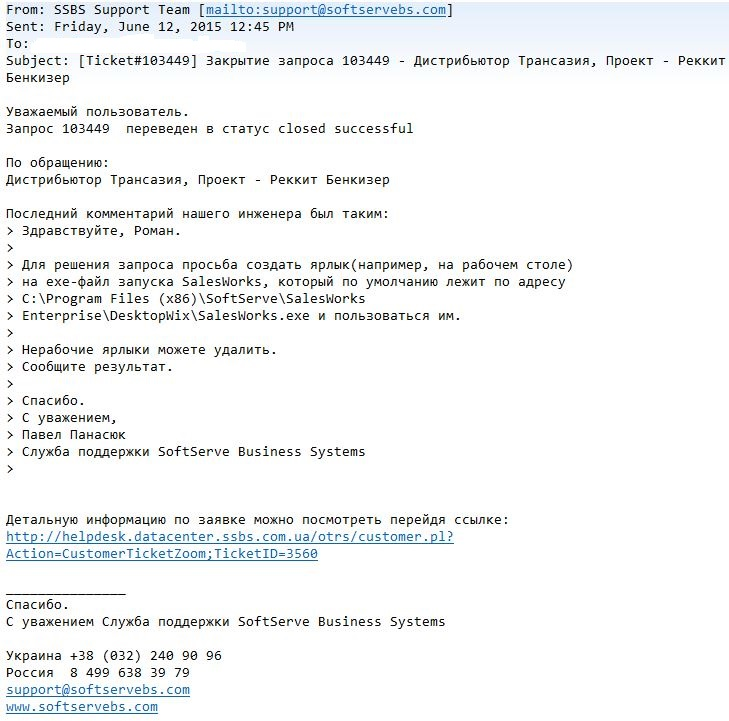 From: SSBS Support Team [mailto:support@softservebs.com]
Sent: Friday, June 12, 2015 12:45 PM
To:
Subject: [Ticket#103449] Закрытие запроса 103449 - Дистрибьютор Трансазия, Проект - Реккит
Бенкизер
Уважаемый пользователь.
Запрос 103449  переведен в статус closed successful
По обращению:
Дистрибьютор Трансазия, Проект - Реккит Бенкизер
Последний комментарий нашего инженера был таким:
> Здравствуйте, Роман.
>
> Для решения запроса просьба создать ярлык(например, на рабочем столе)
> на exe-файл запуска SalesWorks, который по умолчанию лежит по адресу
> C:\Program Files (x86)\SoftServe\SalesWorks
> Enterprise\DesktopWix\SalesWorks.exe и пользоваться им.
>
> Нерабочие ярлыки можете удалить.
> Сообщите результат.
>
> Спасибо.
> С уважением,
> Павел Панасюк
> Служба поддержки SoftServe Business Systems
>
Детальную информацию по заявке можно посмотреть перейдя ссылке:
http://helpdesk.datacenter.ssbs.com.ua/otrs/customer.pl?
Action=CustomerTicketZoom;TicketID=3560
_______________
Спасибо.
С уважением Служба поддержки SoftServe Business Systems
Украина +38 (032) 240 90 96
Россия  8 499 638 39 79
support@softservebs.com
www.softservebs.com